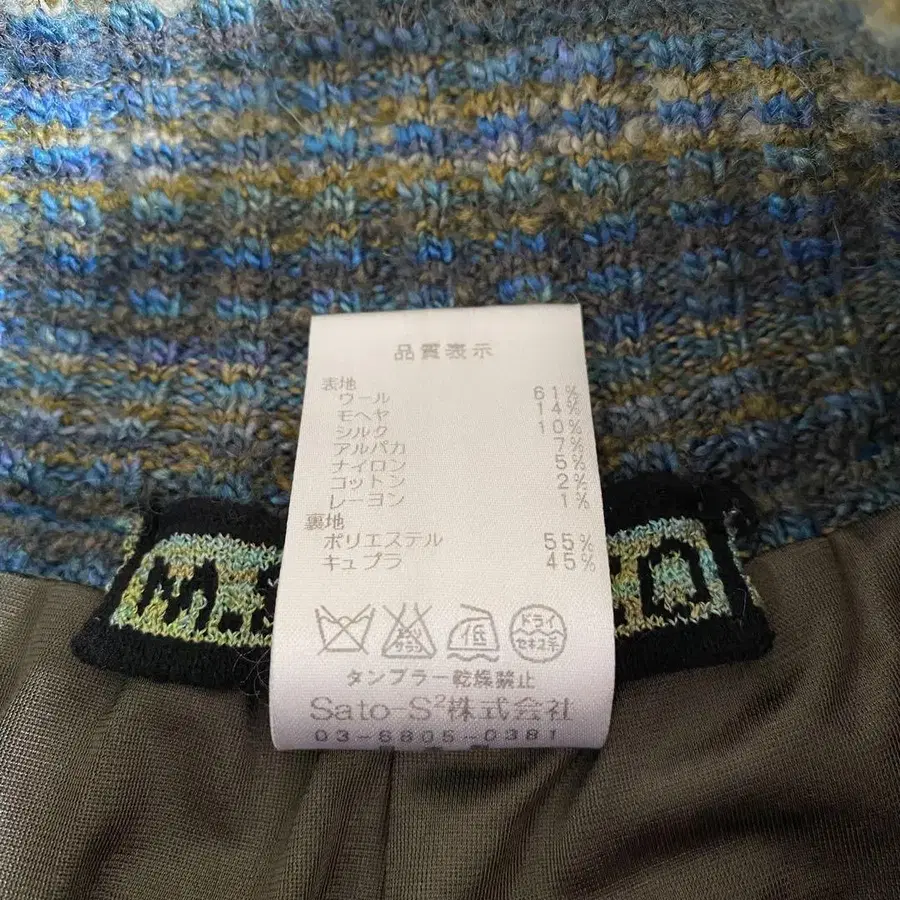 品質表示
表地
ウール 61%
モヘヤ 14%
シルク 10%
アルパカ 7%
ナイロン 5%
コットン 2%
レーヨン 1%
裏地
ポリエステル 55%
キュプラ 45%
低
ドライ
セキユ系
タンブラー乾燥禁止
Sato-S²株式会社
03-6805-0381